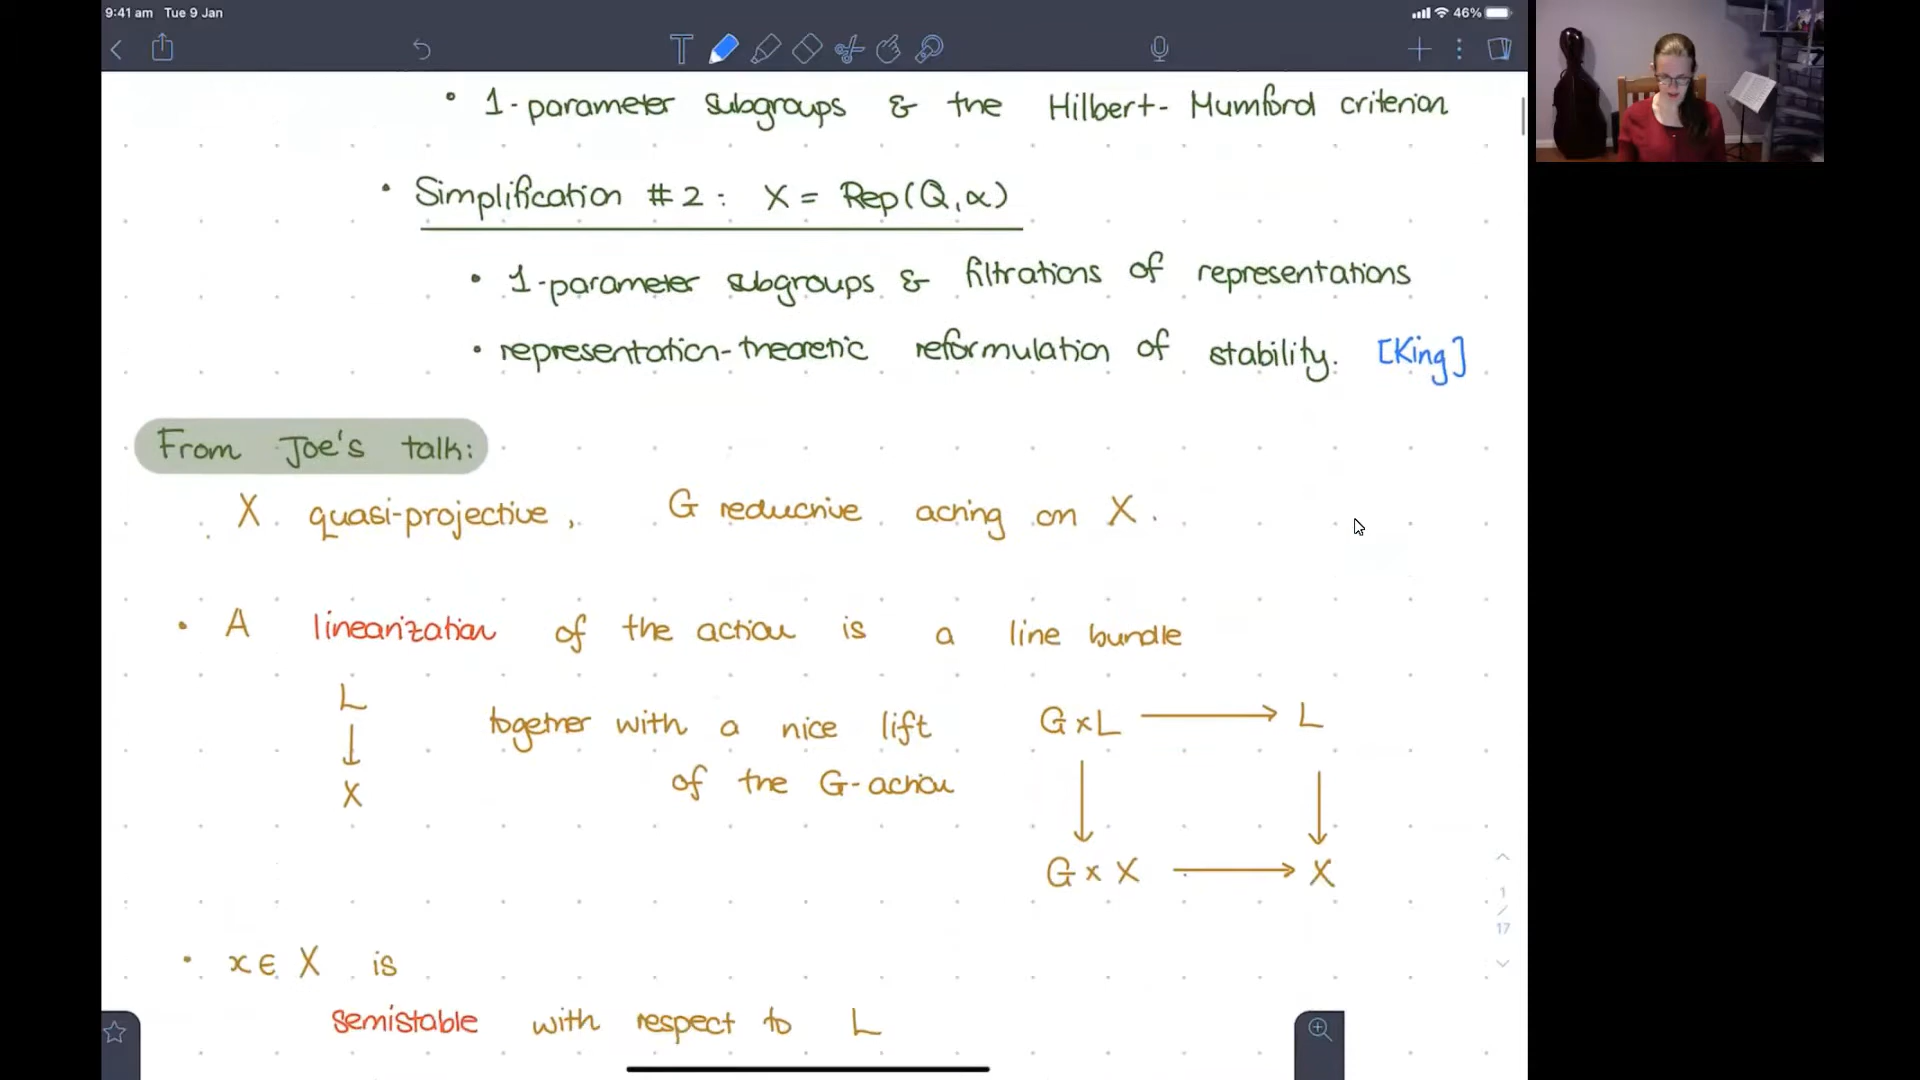 9:41 am Tue 9 Jan
46%
• 1-parameter subgroups & the Hilbert-Mumford criterion
• Simplification #2: X = Rep(Q,α)
• 1-parameter subgroups & filtrations of representations
• representation-theoretic reformulation of stability. [King]
From Joe's talk:
X quasi-projective, G reductive acting on X.
• A linearization of the action is a line bundle
L
↓
X
together with a nice lift
of the G-action
G×L → L
↓ ↓
G×X → X
• x ∈ X is
semistable with respect to L
1
/
17